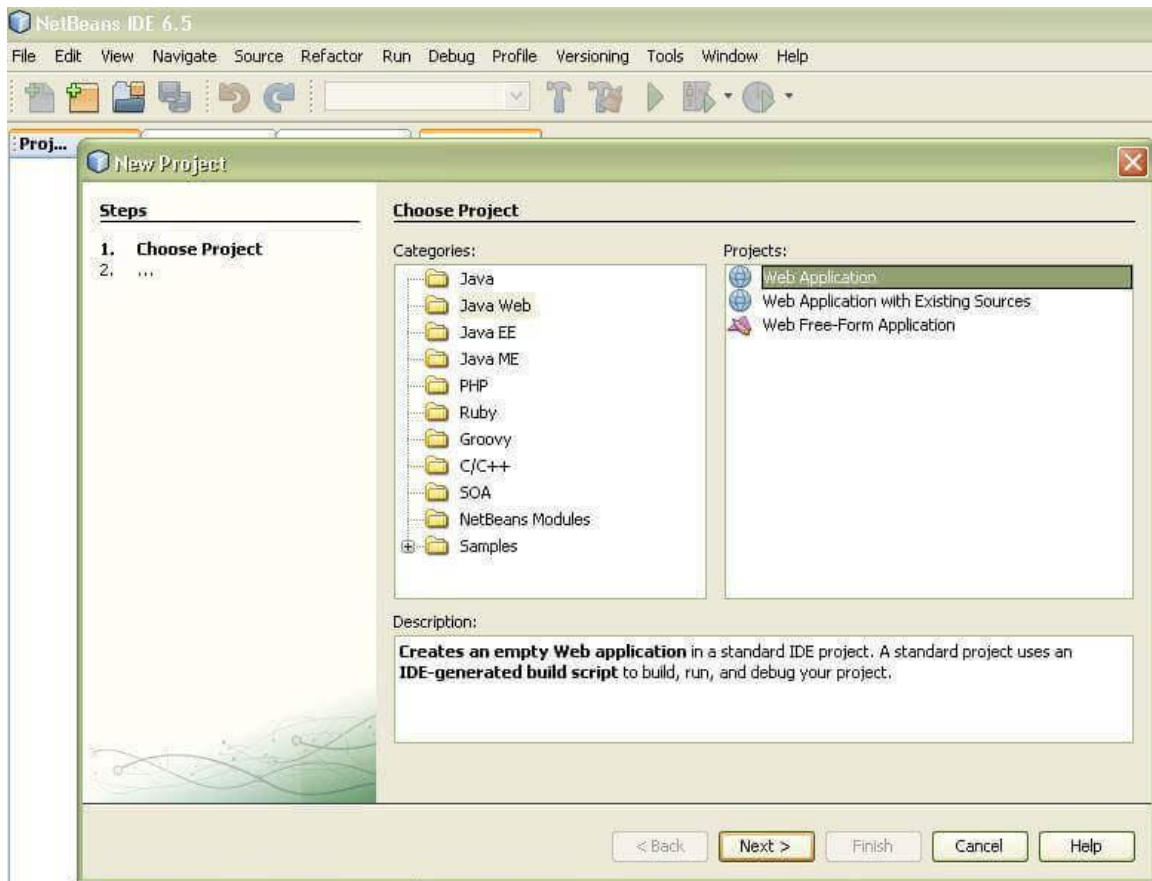 NetBeans IDE 6.5
File Edit View Navigate Source Refactor Run Debug Profile Versioning Tools Window Help
Proj...
New Project
Steps
1. Choose Project
2. ...
Choose Project
Categories:
Java
Java Web
Java EE
Java ME
PHP
Ruby
Groovy
C/C++
SOA
NetBeans Modules
Samples
Projects:
Web Application
Web Application with Existing Sources
Web Free-Form Application
Description:
Creates an empty Web application in a standard IDE project. A standard project uses an
IDE-generated build script to build, run, and debug your project.
< Back Next > Finish Cancel Help